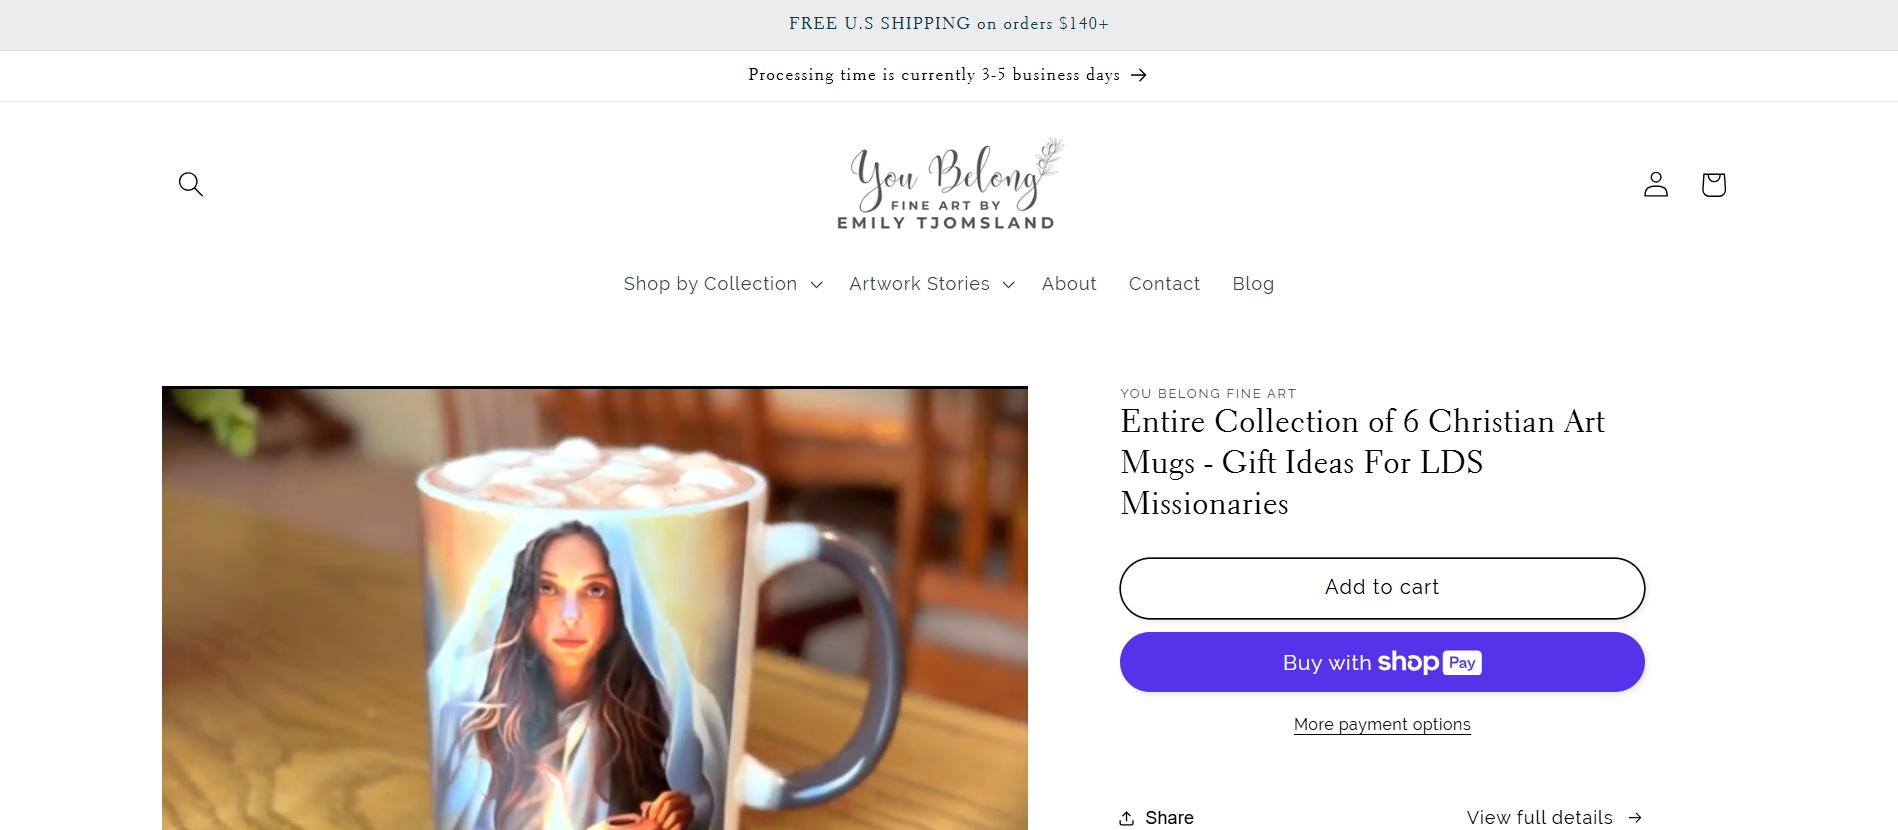 FREE U.S SHIPPING on orders $140+
Processing time is currently 3-5 business days
You Belong
FINE ART BY
EMILY TJOMSLAND
Shop by Collection
Artwork Stories
About
Contact
Blog
YOU BELONG FINE ART
Entire Collection of 6 Christian Art
Mugs - Gift Ideas For LDS
Missionaries
Add to cart
Buy with shop Pay
More payment options
Share
View full details